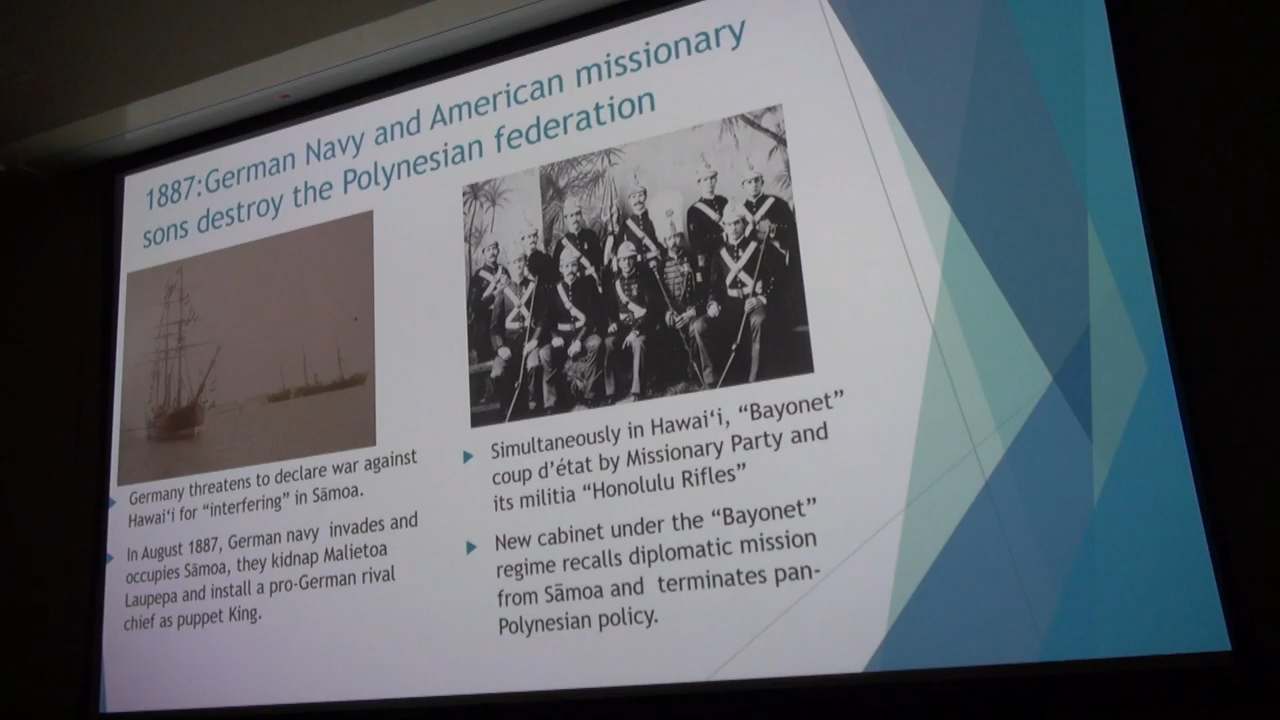 1887:German Navy and American missionary
sons destroy the Polynesian federation
Germany threatens to declare war against
Hawaiʻi for “interfering” in Sāmoa.
In August 1887, German navy invades and
occupies Sāmoa, they kidnap Malietoa
Laupepa and install a pro-German rival
chief as puppet King.
Simultaneously in Hawaiʻi, “Bayonet”
coup d’état by Missionary Party and
its militia “Honolulu Rifles”
New cabinet under the “Bayonet”
regime recalls diplomatic mission
from Sāmoa and terminates pan-
Polynesian policy.